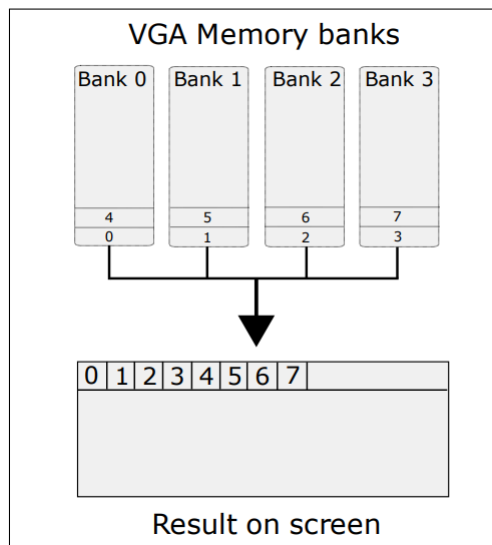 VGA Memory banks
Bank 0 Bank 1 Bank 2 Bank 3
4 5 6 7
0 1 2 3
0 1 2 3 4 5 6 7
Result on screen